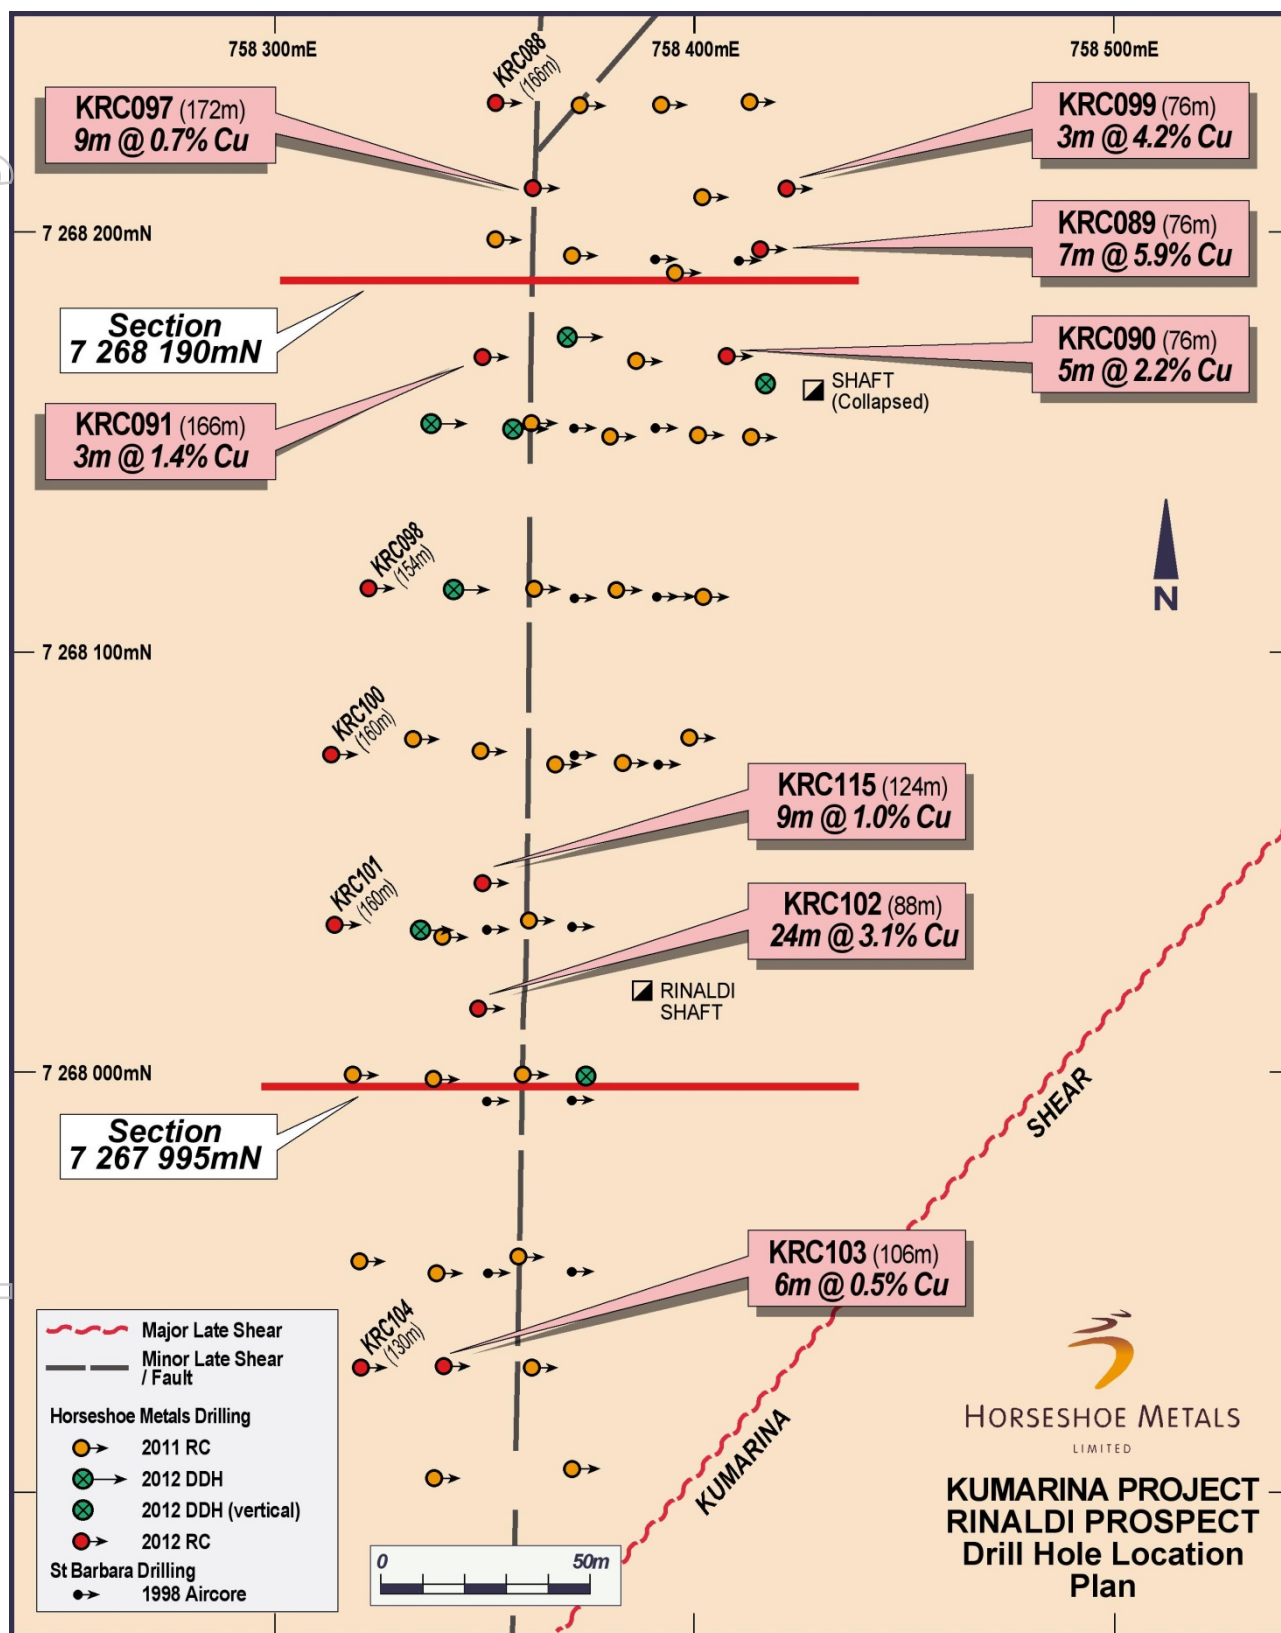 758 300mE
758 400mE
758 500mE
KRC088
(166m)
KRC097 (172m)
9m @ 0.7% Cu
KRC099 (76m)
3m @ 4.2% Cu
7 268 200mN
KRC089 (76m)
7m @ 5.9% Cu
Section
7 268 190mN
KRC090 (76m)
5m @ 2.2% Cu
SHAFT
(Collapsed)
KRC091 (166m)
3m @ 1.4% Cu
KRC098
(154m)
N
7 268 100mN
KRC100
(160m)
KRC115 (124m)
9m @ 1.0% Cu
KRC101
(160m)
KRC102 (88m)
24m @ 3.1% Cu
RINALDI
SHAFT
7 268 000mN
SHEAR
Section
7 267 995mN
KRC103 (106m)
6m @ 0.5% Cu
KRC104
(130m)
KUMARINA
Major Late Shear
Minor Late Shear
/ Fault
Horseshoe Metals Drilling
2011 RC
2012 DDH
2012 DDH (vertical)
2012 RC
St Barbara Drilling
1998 Aircore
0 50m
HORSESHOE METALS
LIMITED
KUMARINA PROJECT
RINALDI PROSPECT
Drill Hole Location
Plan